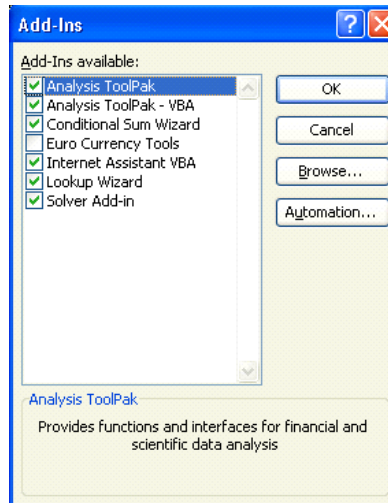 Add-Ins
Add-Ins available:
Analysis ToolPak
Analysis ToolPak - VBA
Conditional Sum Wizard
Euro Currency Tools
Internet Assistant VBA
Lookup Wizard
Solver Add-in
OK
Cancel
Browse...
Automation...
Analysis ToolPak
Provides functions and interfaces for financial and
scientific data analysis